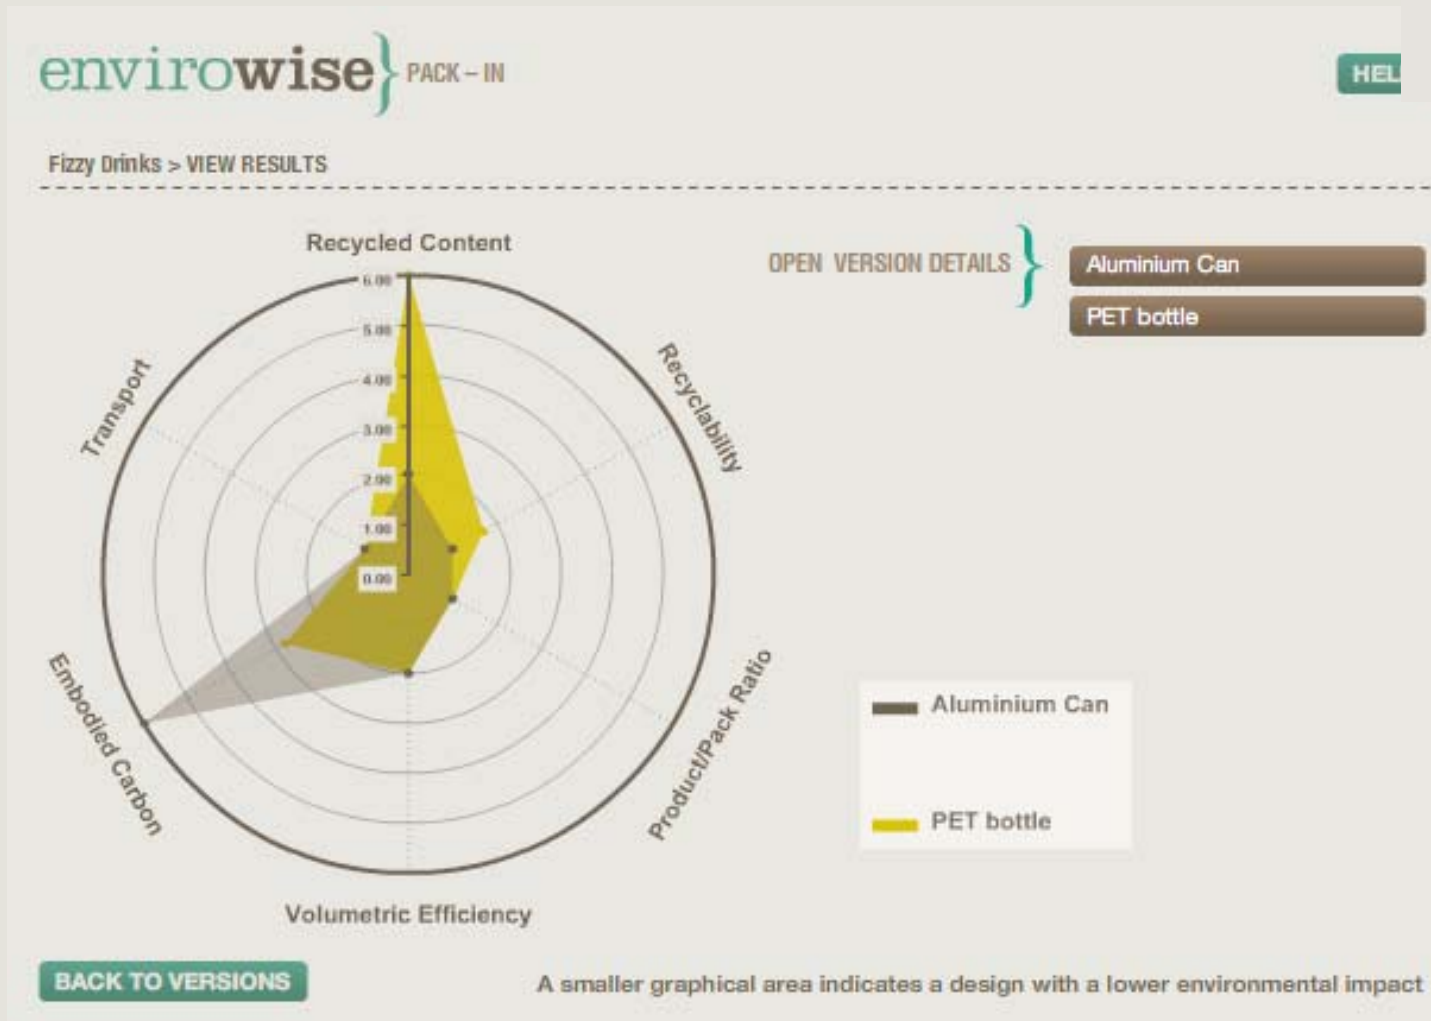 envirowise} PACK – IN
HEL
Fizzy Drinks > VIEW RESULTS
Recycled Content
OPEN VERSION DETAILS }
Aluminium Can
PET bottle
6.00
5.00
4.00
3.00
2.00
1.00
0.00
Transport
Recyclability
Embodied Carbon
Product/Pack Ratio
Volumetric Efficiency
Aluminium Can
PET bottle
BACK TO VERSIONS
A smaller graphical area indicates a design with a lower environmental impact